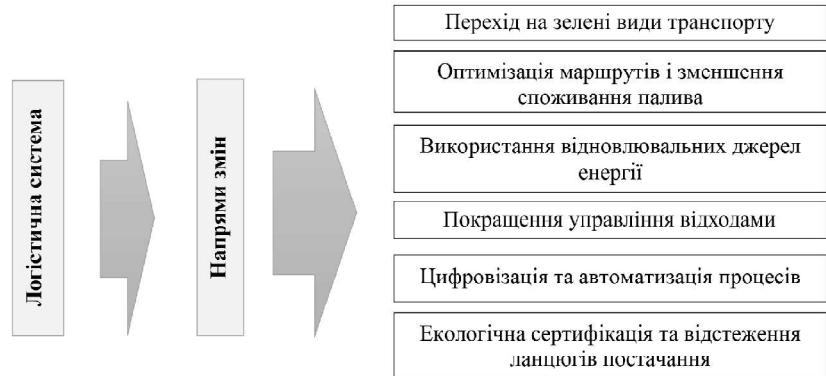 Логістична система
Напрями змін
Перехід на зелені види транспорту
Оптимізація маршрутів і зменшення
споживання палива
Використання відновлювальних джерел
енергії
Покращення управління відходами
Цифровізація та автоматизація процесів
Екологічна сертифікація та відстеження
ланцюгів постачання